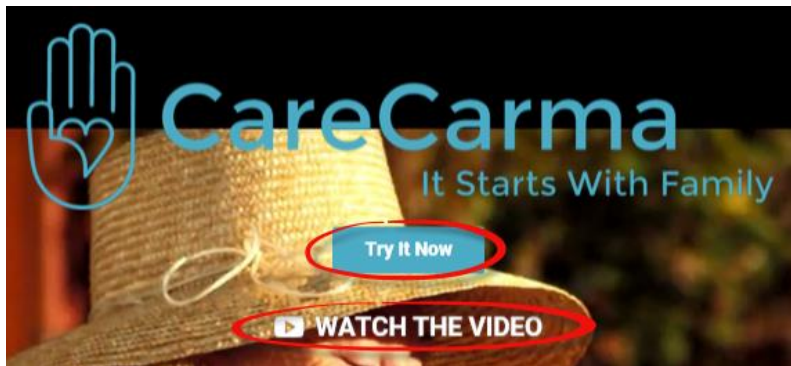 CareCarma
It Starts With Family
Try It Now
WATCH THE VIDEO